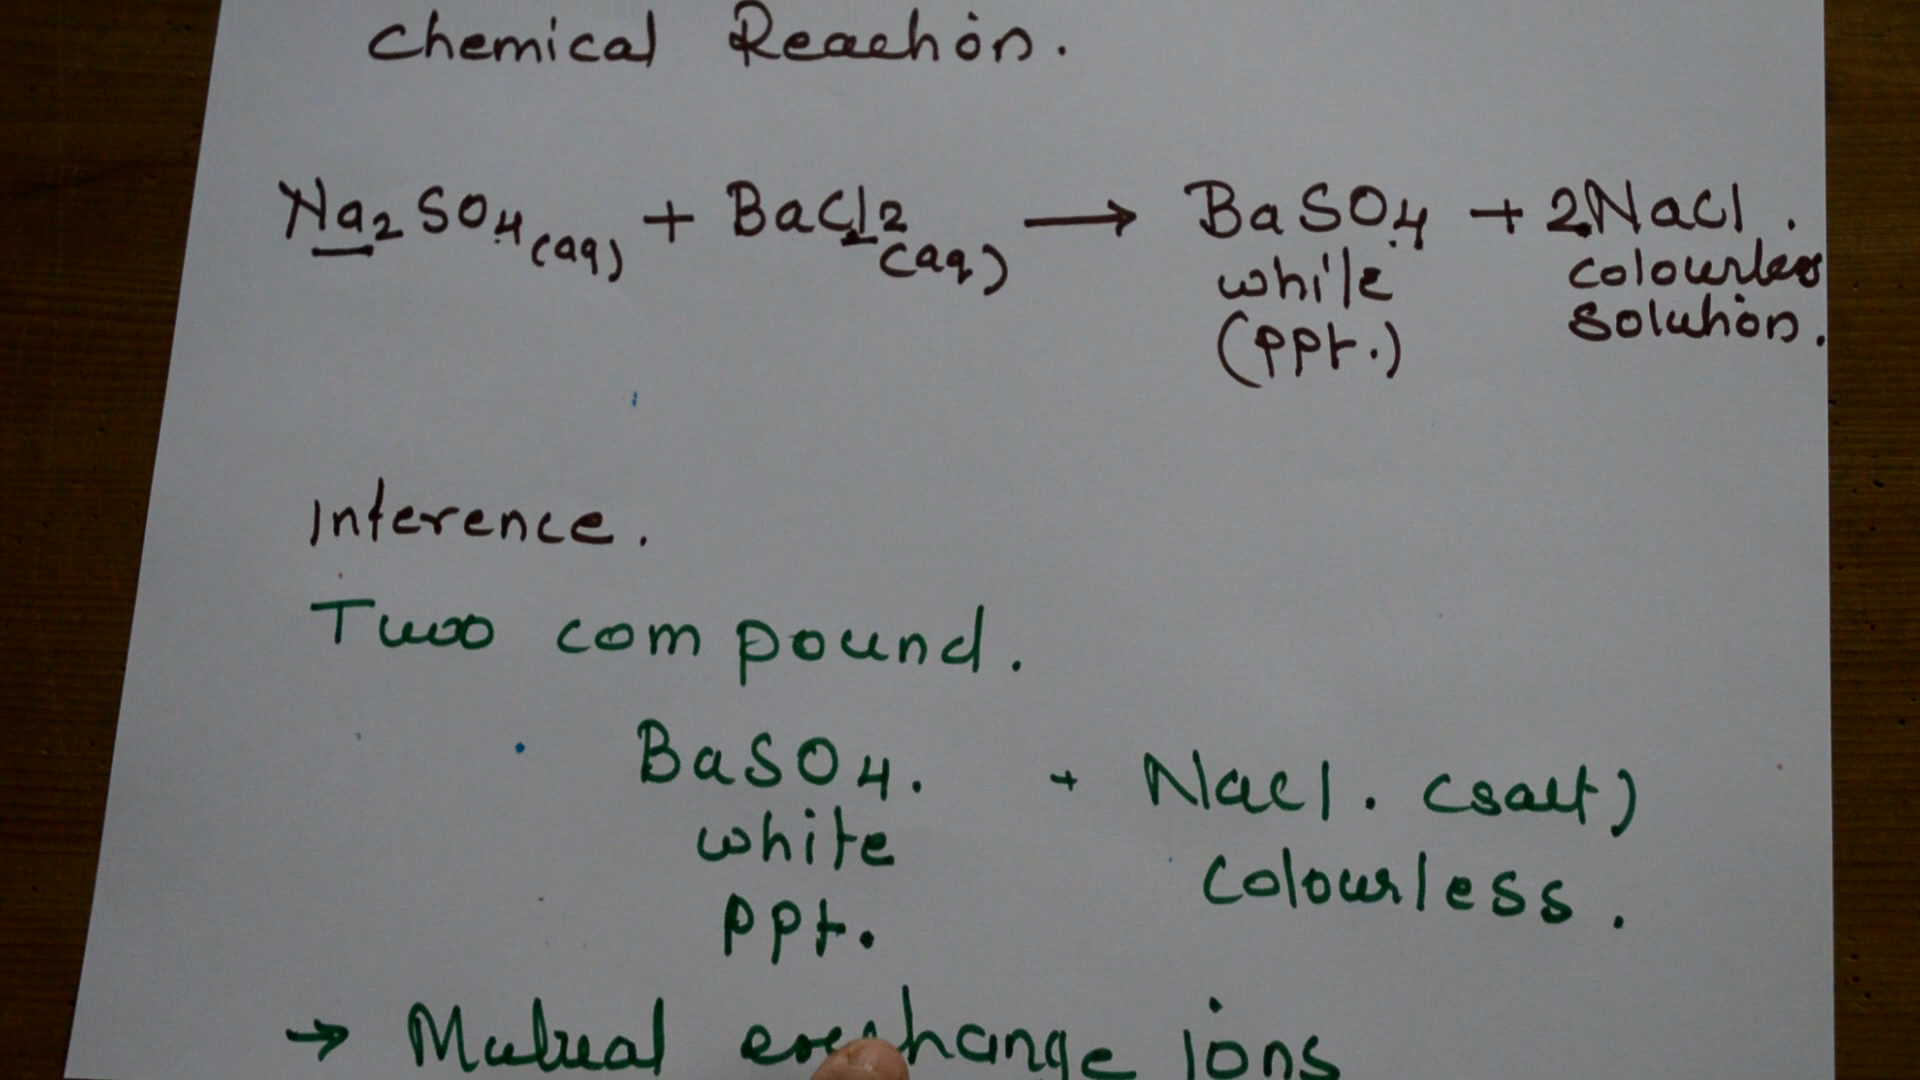 Chemical Reaction.
Na2SO4(aq) + BaCl2(aq) → BaSO4 + 2NaCl.
white colourless
(ppt.) solution.
Inference.
Two compound.
BaSO4. + NaCl. (salt)
white colourless.
ppt.
→ Mutual exchange ions